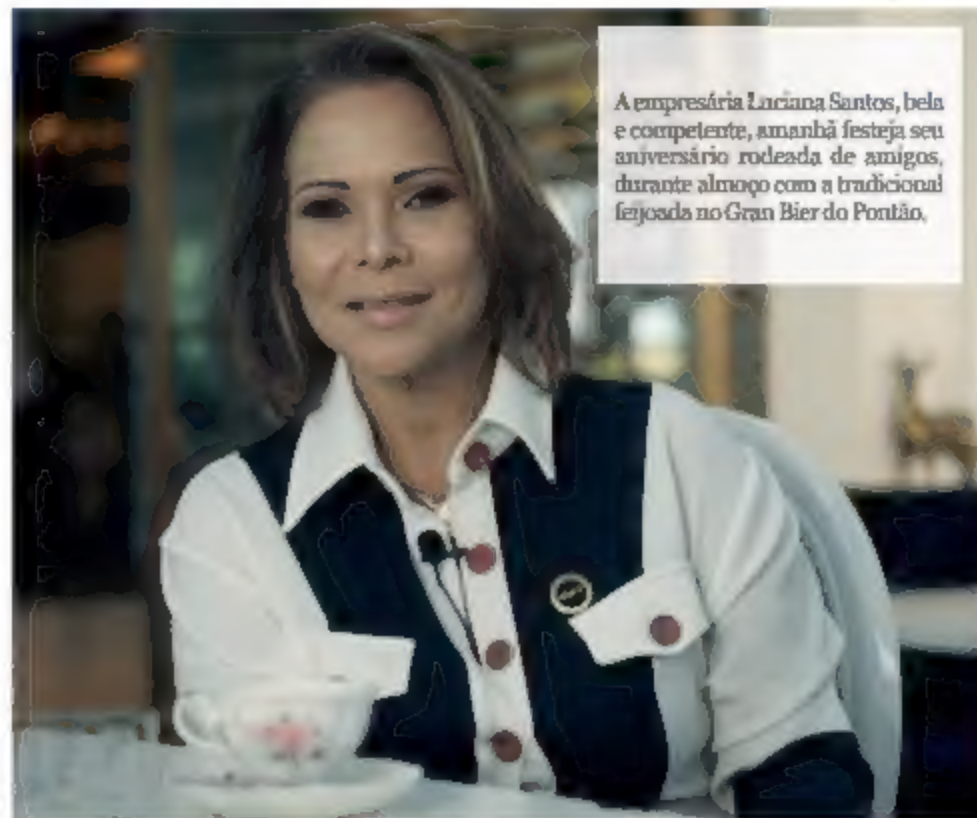 A empresária Luciana Santos, bela
e competente, amanhã festeja seu
aniversário rodeada de amigos,
durante almoço com a tradicional
feijoada no Gran Bier do Pontão.